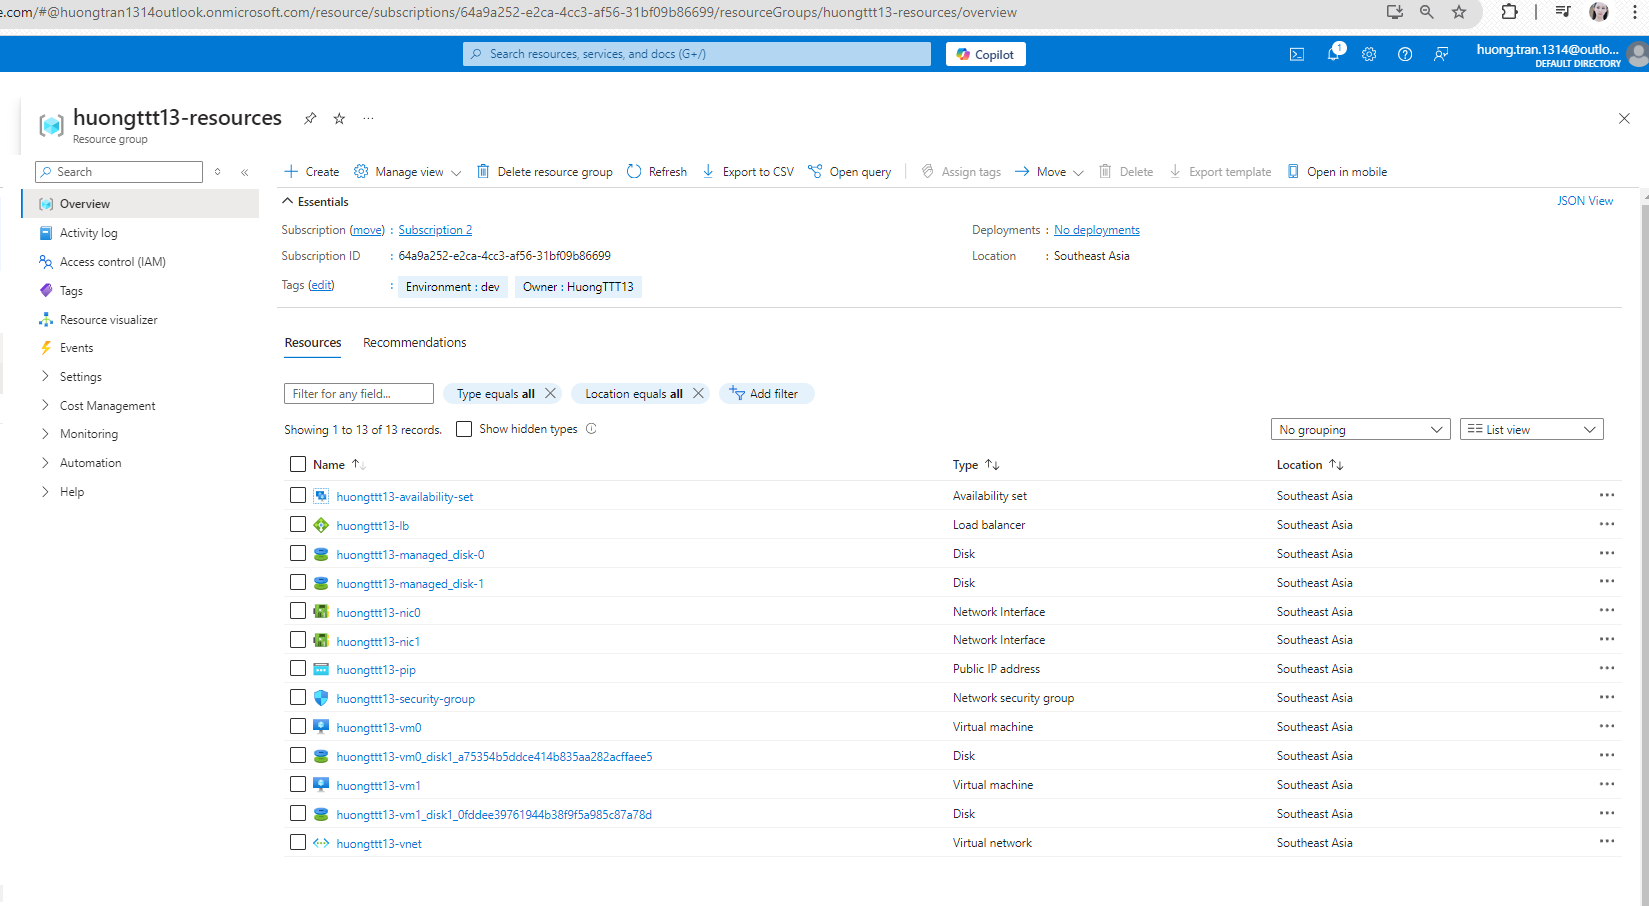 e.com/#@huongtran1314outlook.onmicrosoft.com/resource/subscriptions/64a9a252-e2ca-4cc3-af56-31bf09b86699/resourceGroups/huongttt13-resources/overview
Search resources, services, and docs (G+/)
Copilot
1
huong.tran.1314@outlo...
DEFAULT DIRECTORY
huongttt13-resources
Resource group
Search
Create
Manage view
Delete resource group
Refresh
Export to CSV
Open query
Assign tags
Move
Delete
Export template
Open in mobile
Overview
Activity log
Access control (IAM)
Tags
Resource visualizer
Events
Settings
Cost Management
Monitoring
Automation
Help
Essentials
JSON View
Subscription (move) : Subscription 2
Deployments : No deployments
Subscription ID : 64a9a252-e2ca-4cc3-af56-31bf09b86699
Location : Southeast Asia
Tags (edit) : Environment : dev Owner : HuongTTT13
Resources Recommendations
Filter for any field... Type equals all Location equals all Add filter
Showing 1 to 13 of 13 records. Show hidden types
No grouping List view
Name Type Location
huongttt13-availability-set Availability set Southeast Asia
huongttt13-lb Load balancer Southeast Asia
huongttt13-managed_disk-0 Disk Southeast Asia
huongttt13-managed_disk-1 Disk Southeast Asia
huongttt13-nic0 Network Interface Southeast Asia
huongttt13-nic1 Network Interface Southeast Asia
huongttt13-pip Public IP address Southeast Asia
huongttt13-security-group Network security group Southeast Asia
huongttt13-vm0 Virtual machine Southeast Asia
huongttt13-vm0_disk1_a75354b5ddce414b835aa282acffaee5 Disk Southeast Asia
huongttt13-vm1 Virtual machine Southeast Asia
huongttt13-vm1_disk1_0fddee39761944b38f9f5a985c87a78d Disk Southeast Asia
huongttt13-vnet Virtual network Southeast Asia